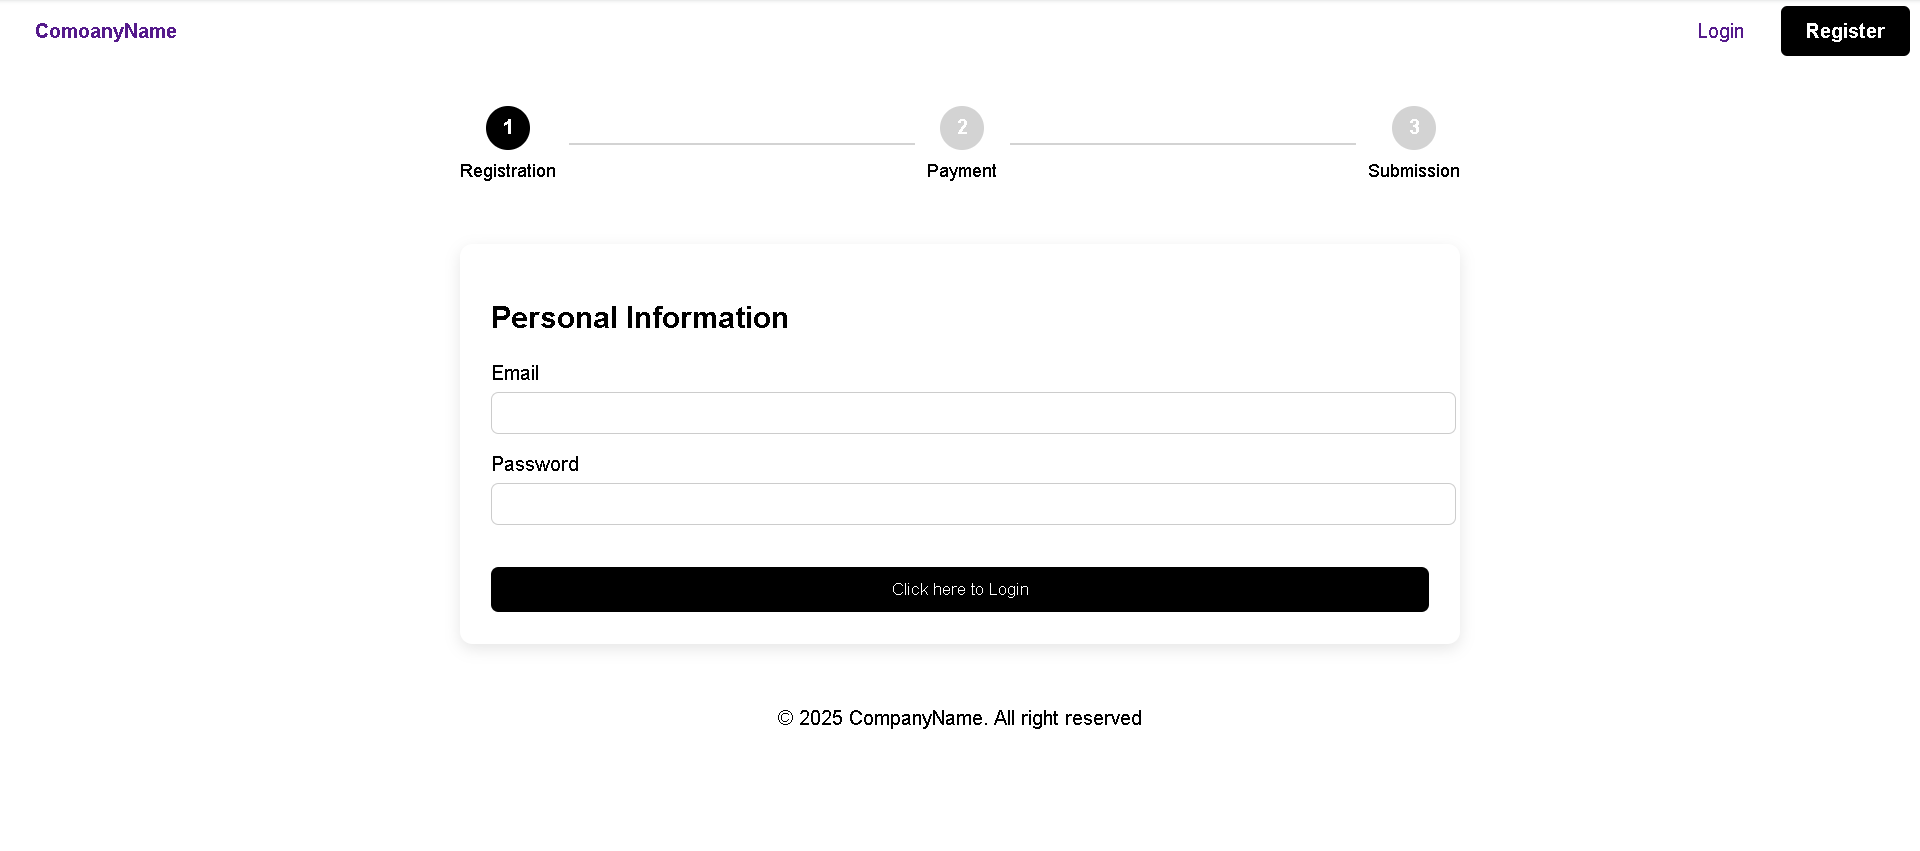 ComoanyName Login Register
1 2 3
Registration Payment Submission
Personal Information
Email
Password
Click here to Login
© 2025 CompanyName. All right reserved